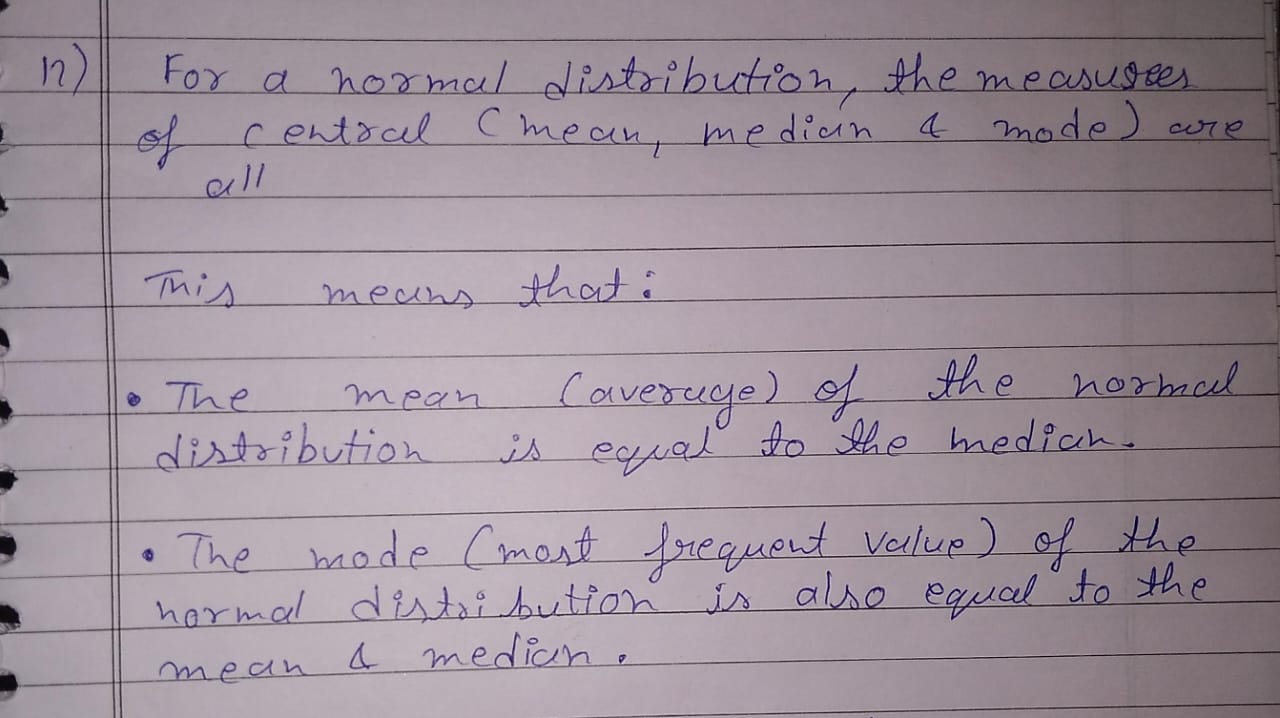 n) For a normal distribution, the measurees
of central (mean, median & mode) are
all
This means that:
• The mean (average) of the normal
distribution is equal to the median.
• The mode (most frequent value) of the
normal distribution is also equal to the
mean & median.